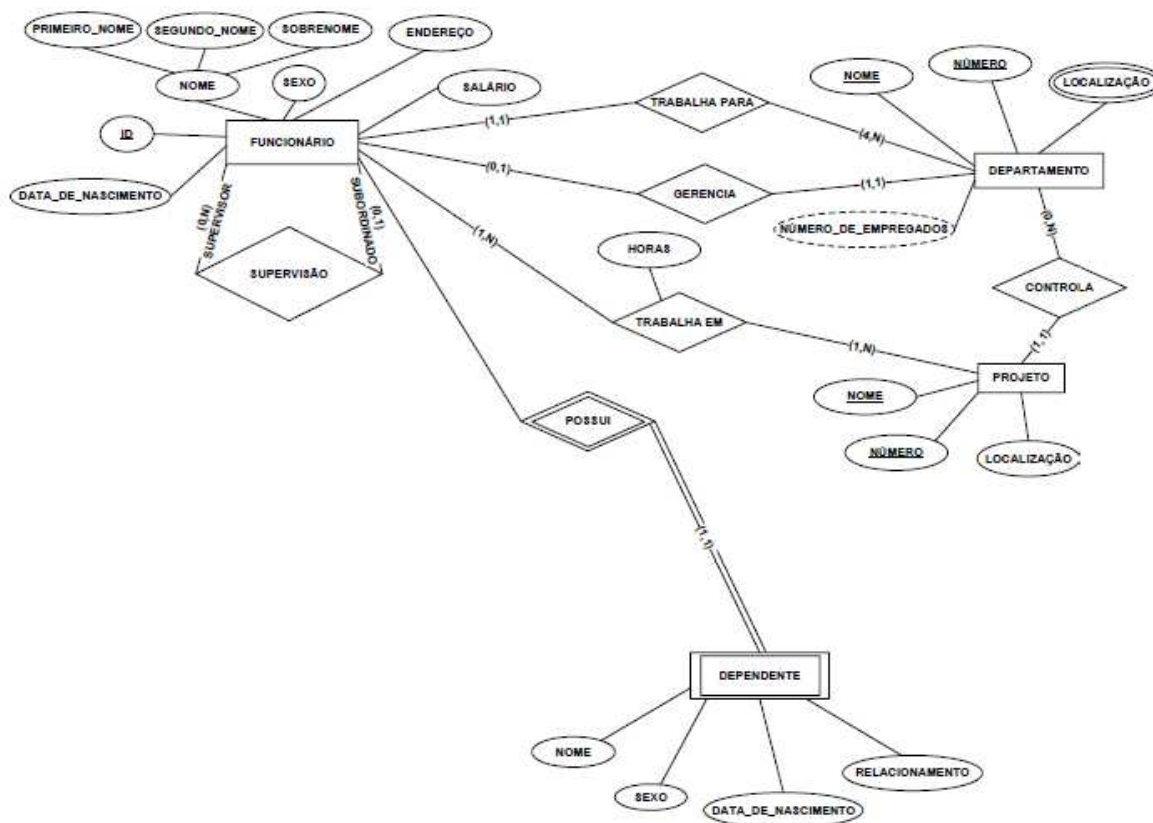 PRIMEIRO_NOME
SEGUNDO_NOME
SOBRENOME
ENDEREÇO
NOME
SEXO
SALÁRIO
ID
FUNCIONÁRIO
DATA_DE_NASCIMENTO
(0,N)
SUPERVISOR
(0,1)
SUBORDINADO
SUPERVISÃO
(1,1)
TRABALHA PARA
(4,N)
(0,1)
GERENCIA
(1,1)
NOME
NÚMERO
LOCALIZAÇÃO
DEPARTAMENTO
NÚMERO_DE_EMPREGADOS
(0,N)
CONTROLA
(1,1)
(1,N)
HORAS
TRABALHA EM
(1,N)
PROJETO
NOME
NÚMERO
LOCALIZAÇÃO
POSSUI
(1,1)
DEPENDENTE
NOME
SEXO
DATA_DE_NASCIMENTO
RELACIONAMENTO